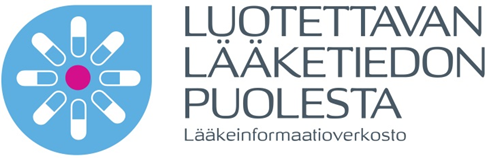 LUOTETTAVAN
LÄÄKETIEDON
PUOLESTA
Lääkeinformaatioverkosto